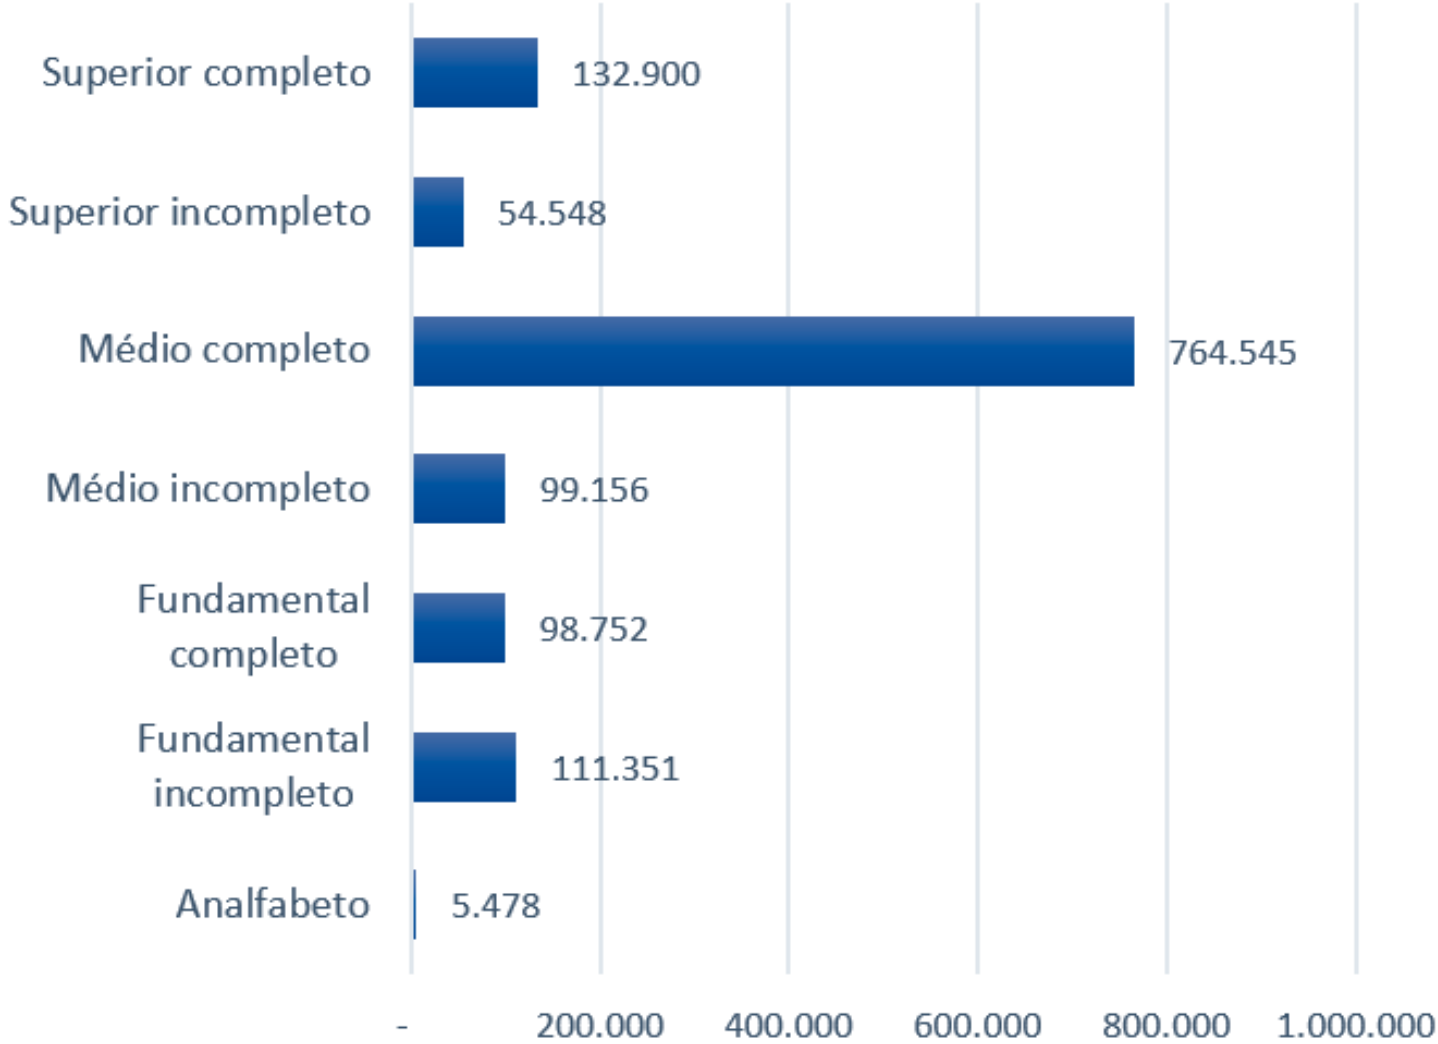 Superior completo 132.900
Superior incompleto 54.548
Médio completo 764.545
Médio incompleto 99.156
Fundamental
completo 98.752
Fundamental
incompleto 111.351
Analfabeto 5.478
- 200.000 400.000 600.000 800.000 1.000.000